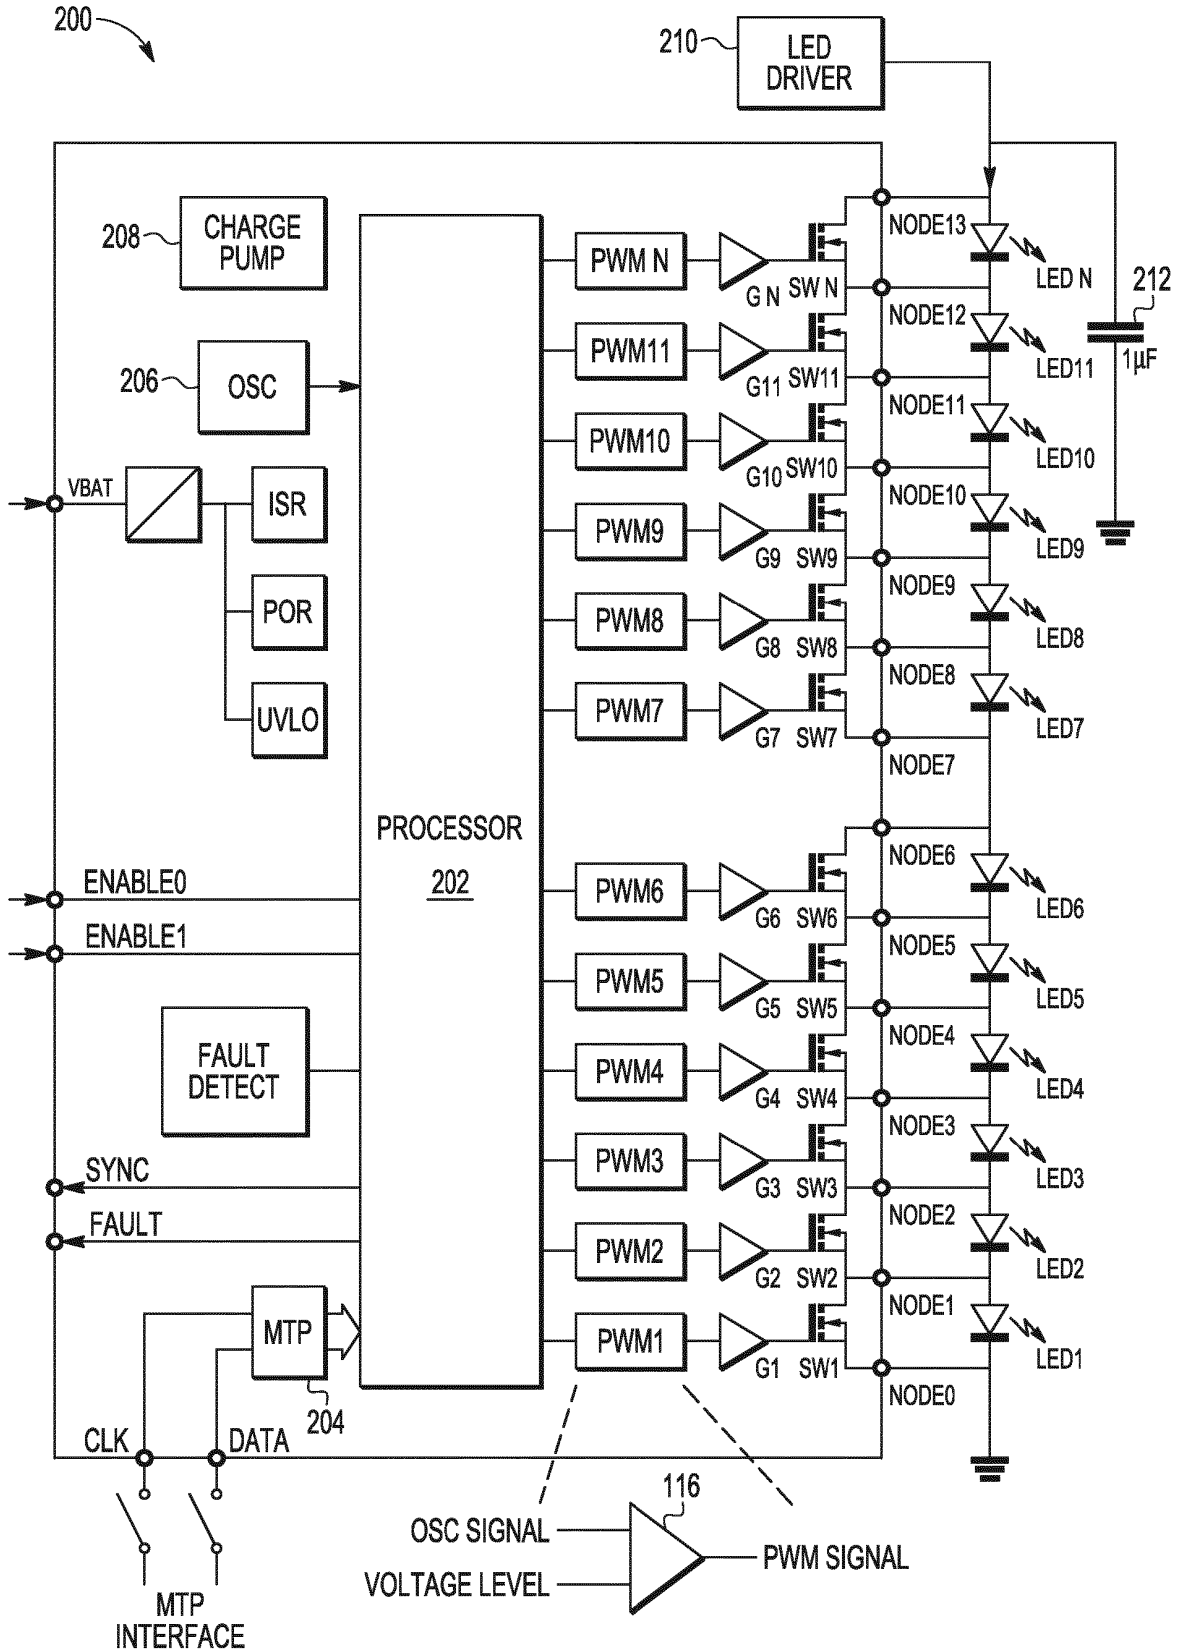 200
210
LED
DRIVER
208
CHARGE
PUMP
206
OSC
VBAT
ISR
POR
UVLO
PROCESSOR
202
ENABLE0
ENABLE1
FAULT
DETECT
SYNC
FAULT
MTP
204
CLK
DATA
MTP
INTERFACE
PWM N
G N
SW N
NODE13
LED N
PWM11
G11
SW11
NODE12
LED11
212
1µF
PWM10
G10
SW10
NODE11
LED10
PWM9
G9
SW9
NODE10
LED9
PWM8
G8
SW8
NODE9
LED8
PWM7
G7
SW7
NODE8
LED7
NODE7
PWM6
G6
SW6
NODE6
LED6
PWM5
G5
SW5
NODE5
LED5
PWM4
G4
SW4
NODE4
LED4
PWM3
G3
SW3
NODE3
LED3
PWM2
G2
SW2
NODE2
LED2
PWM1
G1
SW1
NODE1
LED1
NODE0
116
OSC SIGNAL
VOLTAGE LEVEL
PWM SIGNAL